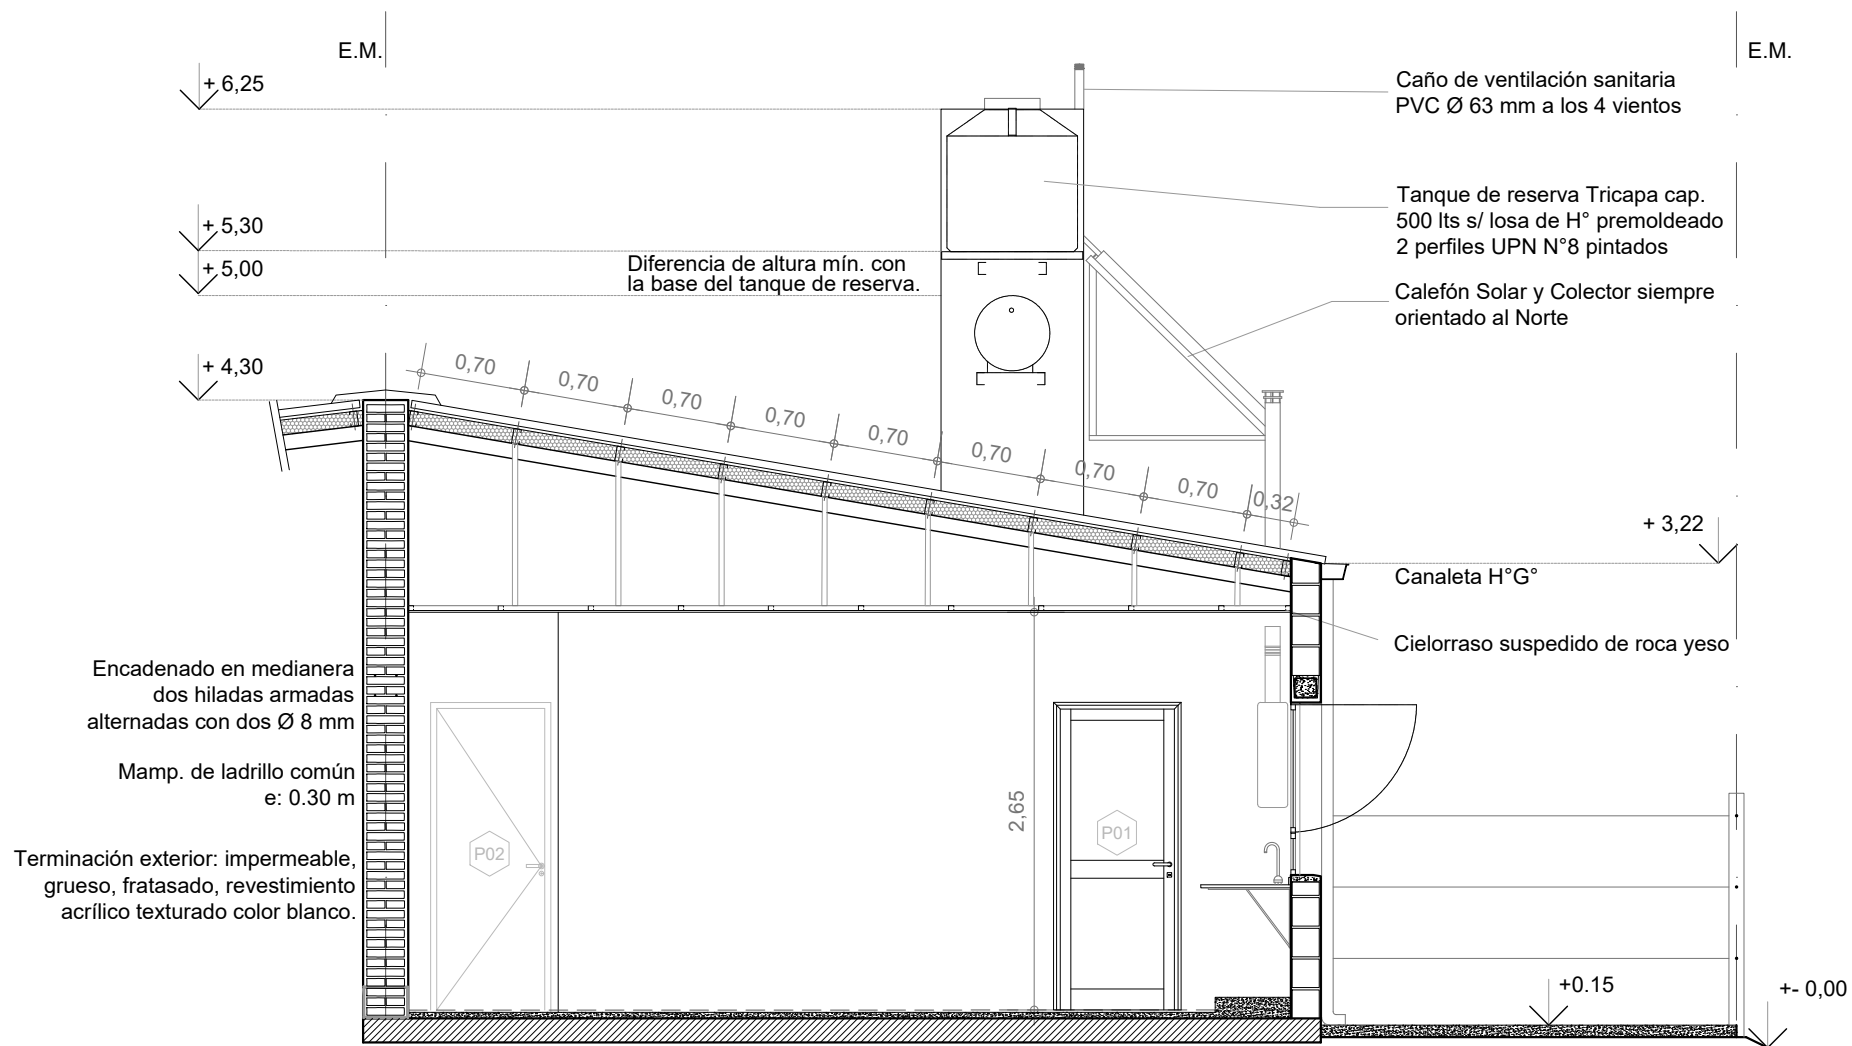 E.M.
E.M.
+ 6,25
Caño de ventilación sanitaria
PVC Ø 63 mm a los 4 vientos
Tanque de reserva Tricapa cap.
500 lts s/ losa de H° premoldeado
2 perfiles UPN N°8 pintados
+ 5,30
+ 5,00
Diferencia de altura mín. con
la base del tanque de reserva.
Calefón Solar y Colector siempre
orientado al Norte
+ 4,30
0,70
0,70
0,70
0,70
0,70
0,70
0,70
0,70
0,32
+ 3,22
Canaleta H°G°
Cielorraso suspedido de roca yeso
Encadenado en medianera
dos hiladas armadas
alternadas con dos Ø 8 mm
Mamp. de ladrillo común
e: 0.30 m
Terminación exterior: impermeable,
grueso, fratasado, revestimiento
acrílico texturado color blanco.
P02
2,65
P01
+0.15
+- 0,00